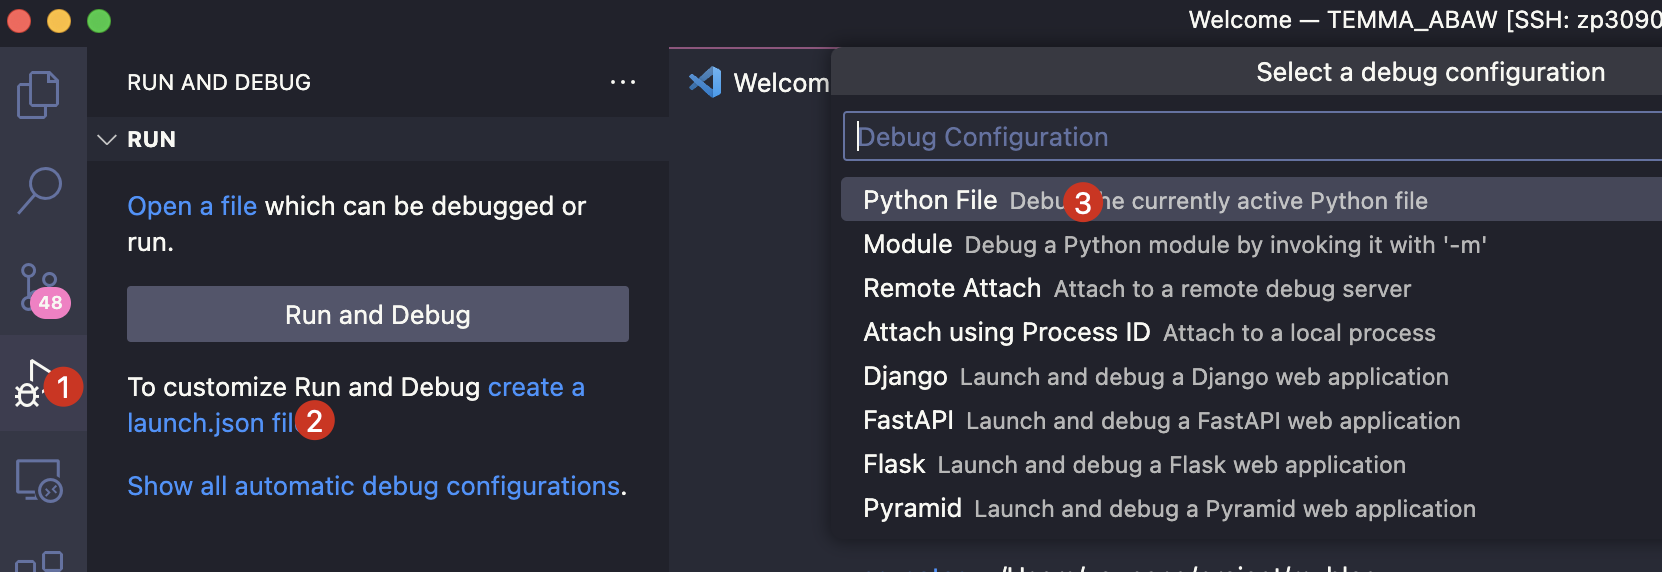 Welcome — TEMMA_ABAW [SSH: zp3090
RUN AND DEBUG
Welcom
Select a debug configuration
RUN
Debug Configuration
Open a file which can be debugged or
run.
Run and Debug
To customize Run and Debug create a
launch.json fil
Show all automatic debug configurations.
48
1
2
3
Python File Debu he currently active Python file
Module Debug a Python module by invoking it with '-m'
Remote Attach Attach to a remote debug server
Attach using Process ID Attach to a local process
Django Launch and debug a Django web application
FastAPI Launch and debug a FastAPI web application
Flask Launch and debug a Flask web application
Pyramid Launch and debug a Pyramid web application